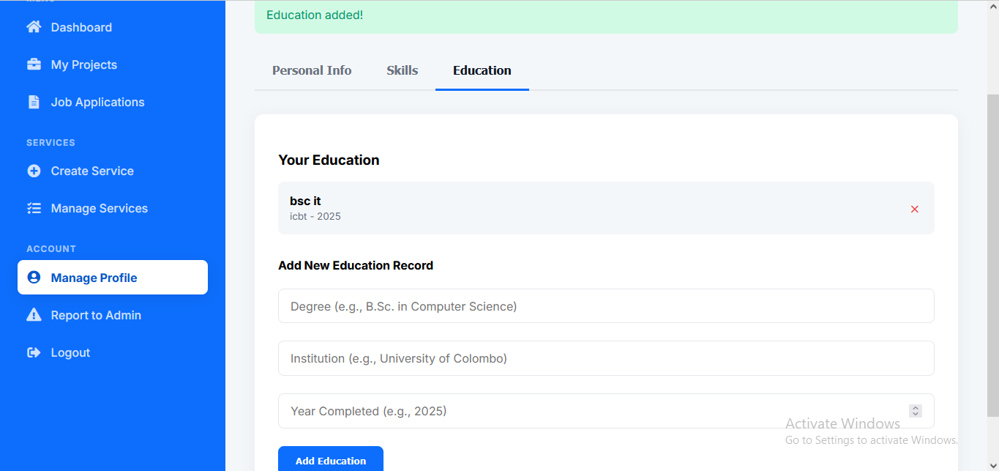 Dashboard
My Projects
Job Applications
SERVICES
Create Service
Manage Services
ACCOUNT
Manage Profile
Report to Admin
Logout
Education added!
Personal Info
Skills
Education
Your Education
bsc it
icbt - 2025
Add New Education Record
Degree (e.g., B.Sc. in Computer Science)
Institution (e.g., University of Colombo)
Year Completed (e.g., 2025)
Add Education
Activate Windows
Go to Settings to activate Windows.